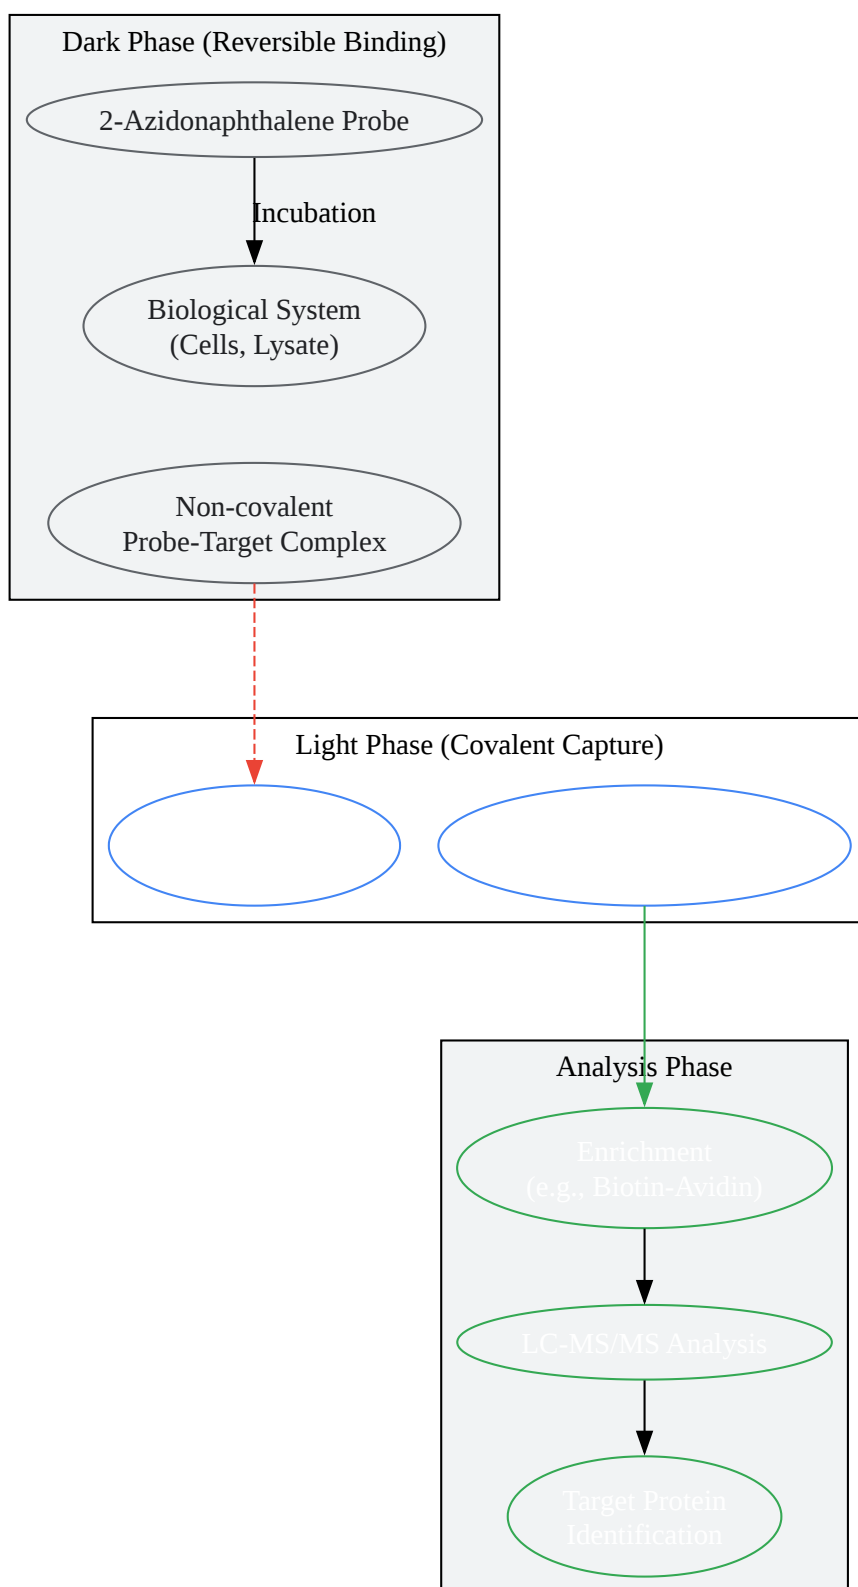 Dark Phase (Reversible Binding)
2-Azidonaphthalene Probe
Incubation
Biological System
(Cells, Lysate)
Non-covalent
Probe-Target Complex
Light Phase (Covalent Capture)
Analysis Phase
Enrichment
(e.g., Biotin-Avidin)
LC-MS/MS Analysis
Target Protein
Identification